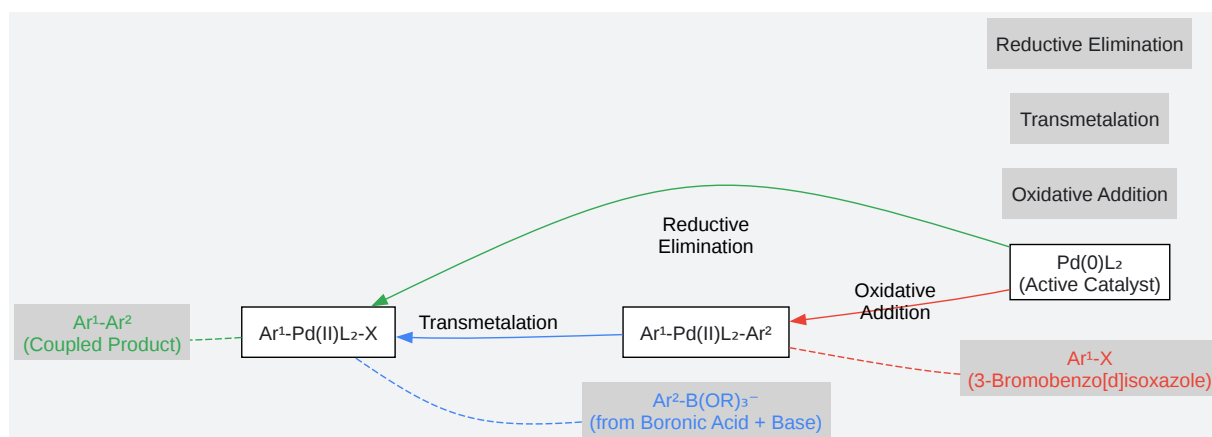 Reductive Elimination
Transmetalation
Oxidative Addition
Reductive
Elimination
Pd(0)L₂
(Active Catalyst)
Oxidative
Addition
Ar¹-Ar²
(Coupled Product)
Ar¹-Pd(II)L₂-X
Transmetalation
Ar¹-Pd(II)L₂-Ar²
Ar¹-X
(3-Bromobenzo[d]isoxazole)
Ar²-B(OR)₃⁻
(from Boronic Acid + Base)